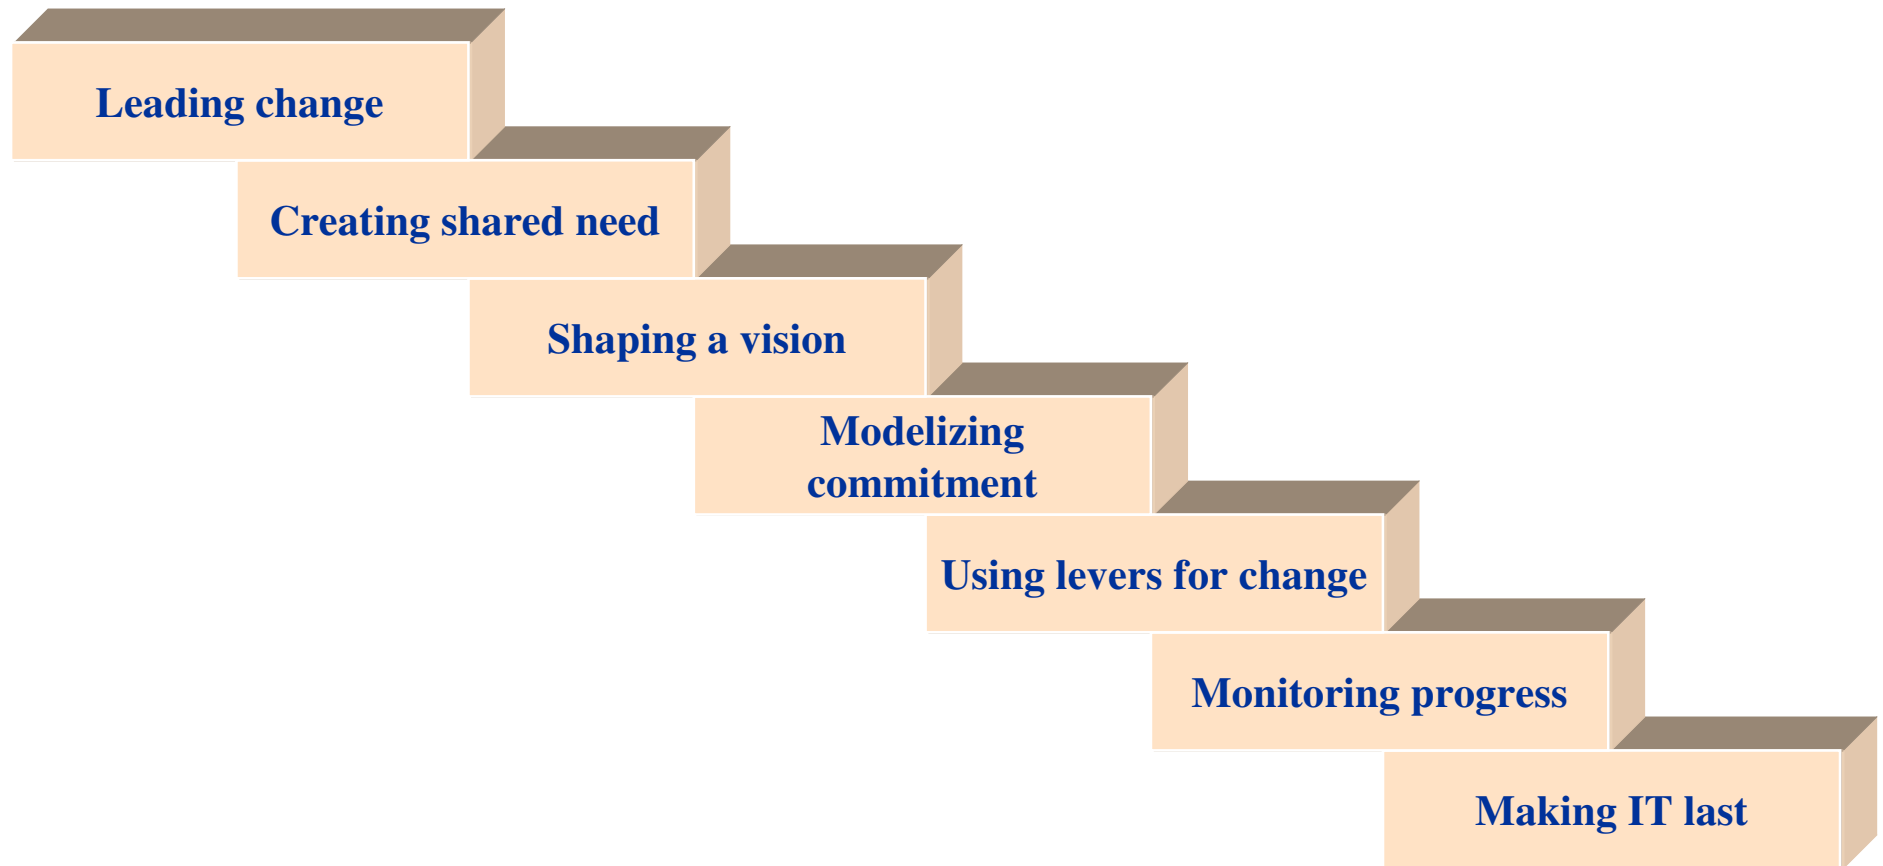 Leading change
Creating shared need
Shaping a vision
Modelizing
commitment
Using levers for change
Monitoring progress
Making IT last